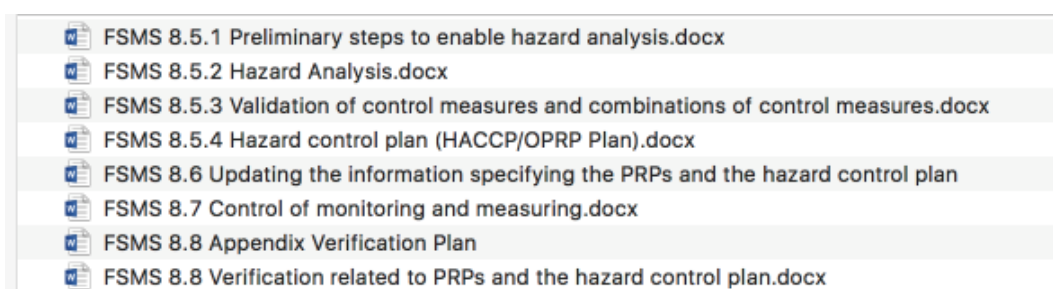 FSMS 8.5.1 Preliminary steps to enable hazard analysis.docx
FSMS 8.5.2 Hazard Analysis.docx
FSMS 8.5.3 Validation of control measures and combinations of control measures.docx
FSMS 8.5.4 Hazard control plan (HACCP/OPRP Plan).docx
FSMS 8.6 Updating the information specifying the PRPs and the hazard control plan
FSMS 8.7 Control of monitoring and measuring.docx
FSMS 8.8 Appendix Verification Plan
FSMS 8.8 Verification related to PRPs and the hazard control plan.docx